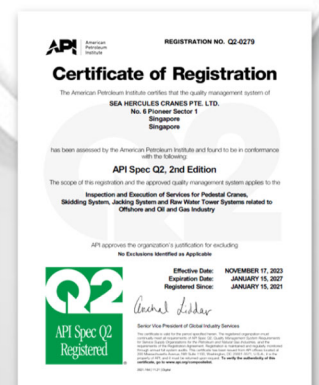 API
American
Petroleum
Institute
REGISTRATION NO. Q2-0279
Certificate of Registration
The American Petroleum Institute certifies that the quality management system of
SEA HERCULES CRANES PTE. LTD.
No. 6 Pioneer Sector 1
Singapore
Singapore
has been assessed by the American Petroleum Institute and found to be in conformance
with the following:
API Spec Q2, 2nd Edition
The scope of this registration and the approved quality management system applies to the
Inspection and Execution of Services for Pedestal Cranes,
Skidding System, Jacking System and Raw Water Tower Systems related to
Offshore and Oil and Gas Industry
API approves the organization's justification for excluding:
No Exclusions Identified as Applicable
Effective Date: NOVEMBER 17, 2023
Expiration Date: JANUARY 15, 2027
Registered Since: JANUARY 15, 2021
Q2
API Spec Q2
Registered
Senior Vice President of Global Industry Services